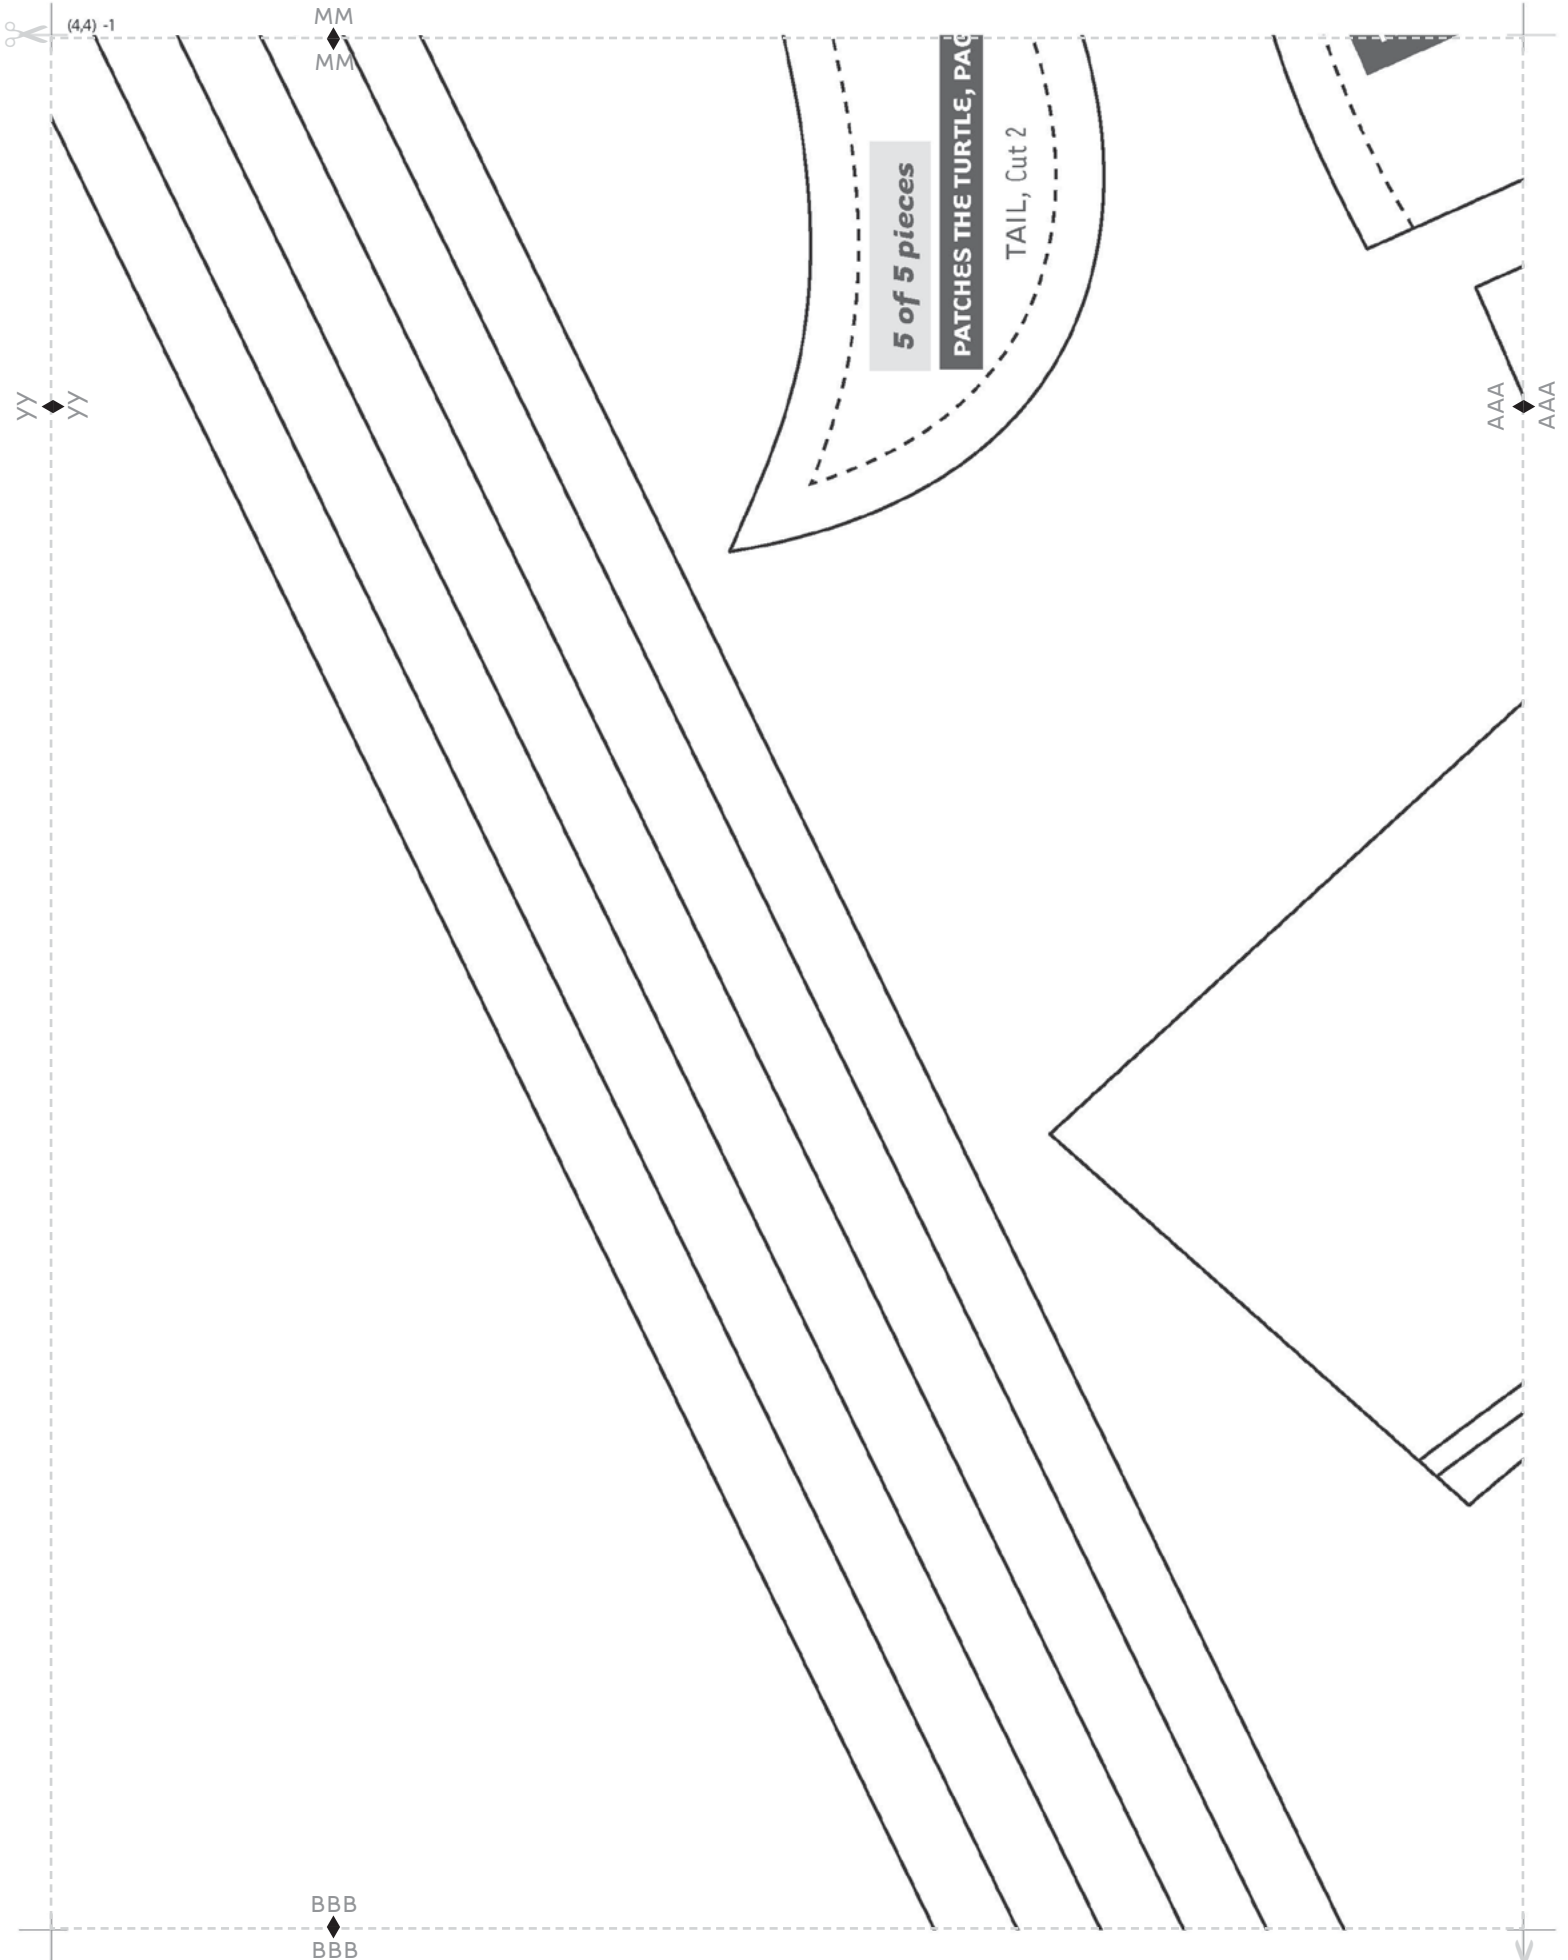 (4,4) -1
MM
MM
5 of 5 pieces
PATCHES THE TURTLE, PAG
TAIL, Cut 2
YY
YY
AAA
AAA
BBB
BBB